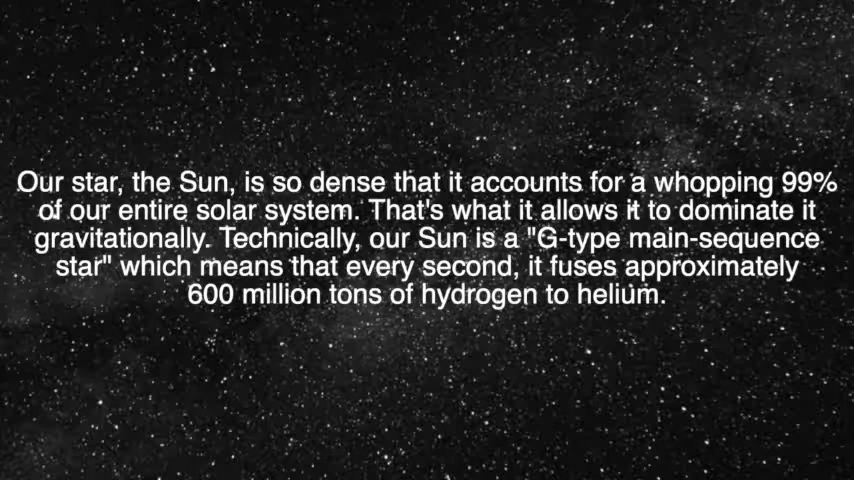 Our star, the Sun, is so dense that it accounts for a whopping 99%
of our entire solar system. That's what it allows it to dominate it
gravitationally. Technically, our Sun is a "G-type main-sequence
star" which means that every second, it fuses approximately
600 million tons of hydrogen to helium.